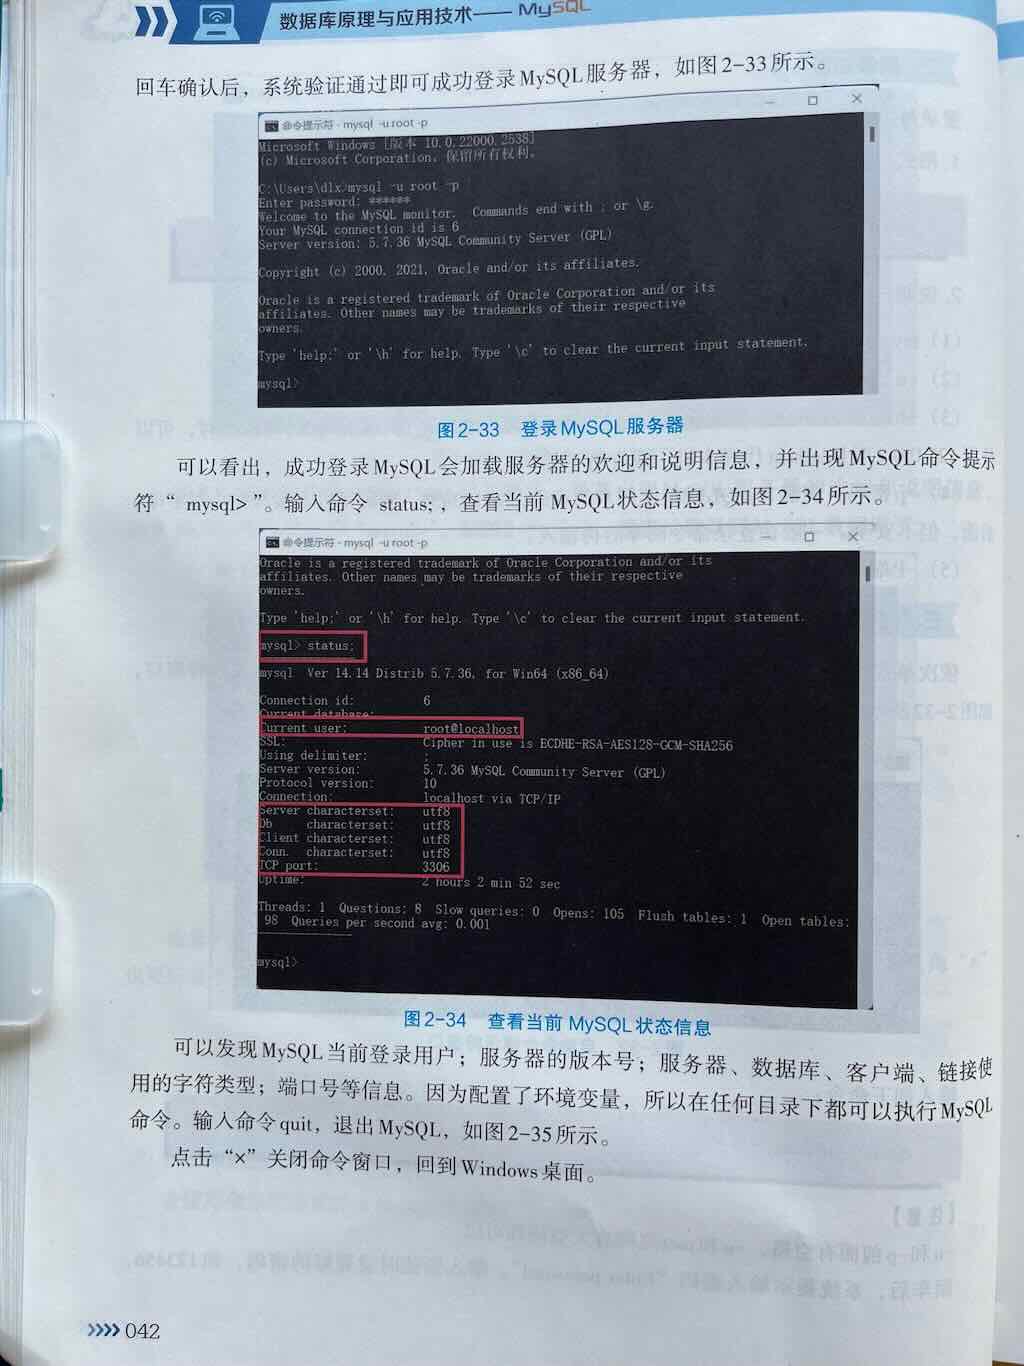 数据库原理与应用技术—— MySQL
回车确认后，系统验证通过即可成功登录MySQL服务器，如图2-33所示。
命令提示符 - mysql -u root -p
Microsoft Windows [版本 10.0.22000.2538]
(c) Microsoft Corporation。保留所有权利。
C:\Users\dlx>mysql -u root -p
Enter password: ******
Welcome to the MySQL monitor.  Commands end with ; or \g.
Your MySQL connection id is 6
Server version: 5.7.36 MySQL Community Server (GPL)
Copyright (c) 2000, 2021, Oracle and/or its affiliates.
Oracle is a registered trademark of Oracle Corporation and/or its
affiliates. Other names may be trademarks of their respective
owners.
Type 'help;' or '\h' for help. Type '\c' to clear the current input statement.
mysql>
图2-33 登录MySQL服务器
可以看出，成功登录MySQL会加载服务器的欢迎和说明信息，并出现MySQL命令提示
符“ mysql> ”。输入命令 status; ，查看当前 MySQL状态信息，如图2-34所示。
命令提示符 - mysql -u root -p
Oracle is a registered trademark of Oracle Corporation and/or its
affiliates. Other names may be trademarks of their respective
owners.
Type 'help;' or '\h' for help. Type '\c' to clear the current input statement.
mysql> status;
mysql  Ver 14.14 Distrib 5.7.36, for Win64 (x86_64)
Connection id: 6
Current database:
Current user: root@localhost
SSL: Cipher in use is ECDHE-RSA-AES128-GCM-SHA256
Using delimiter: ;
Server version: 5.7.36 MySQL Community Server (GPL)
Protocol version: 10
Connection: localhost via TCP/IP
Server characterset: utf8
Db characterset: utf8
Client characterset: utf8
Conn. characterset: utf8
TCP port: 3306
Uptime: 2 hours 2 min 52 sec
Threads: 1  Questions: 8  Slow queries: 0  Opens: 105  Flush tables: 1  Open tables:
98  Queries per second avg: 0.001
mysql>
图2-34 查看当前 MySQL状态信息
可以发现MySQL当前登录用户；服务器的版本号；服务器、数据库、客户端、链接使
用的字符类型；端口号等信息。因为配置了环境变量，所以在任何目录下都可以执行MySQL
命令。输入命令quit，退出MySQL，如图2-35所示。
点击“×”关闭命令窗口，回到Windows桌面。
042